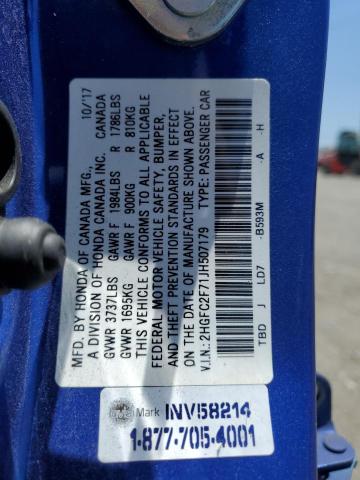 MFD. BY HONDA OF CANADA MFG., 10/17
A DIVISION OF HONDA CANADA INC. CANADA
GVWR 3737LBS GAWR F 1984LBS R 1786LBS
GVWR 1695KG GAWR F 900KG R 810KG
THIS VEHICLE CONFORMS TO ALL APPLICABLE
FEDERAL MOTOR VEHICLE SAFETY, BUMPER,
AND THEFT PREVENTION STANDARDS IN EFFECT
ON THE DATE OF MANUFACTURE SHOWN ABOVE.
V.I.N.: 2HGFC2F71JH507179 TYPE: PASSENGER CAR
TBD J LD7 -B593M -A -H
Mark INV58214
1-877-705-4001